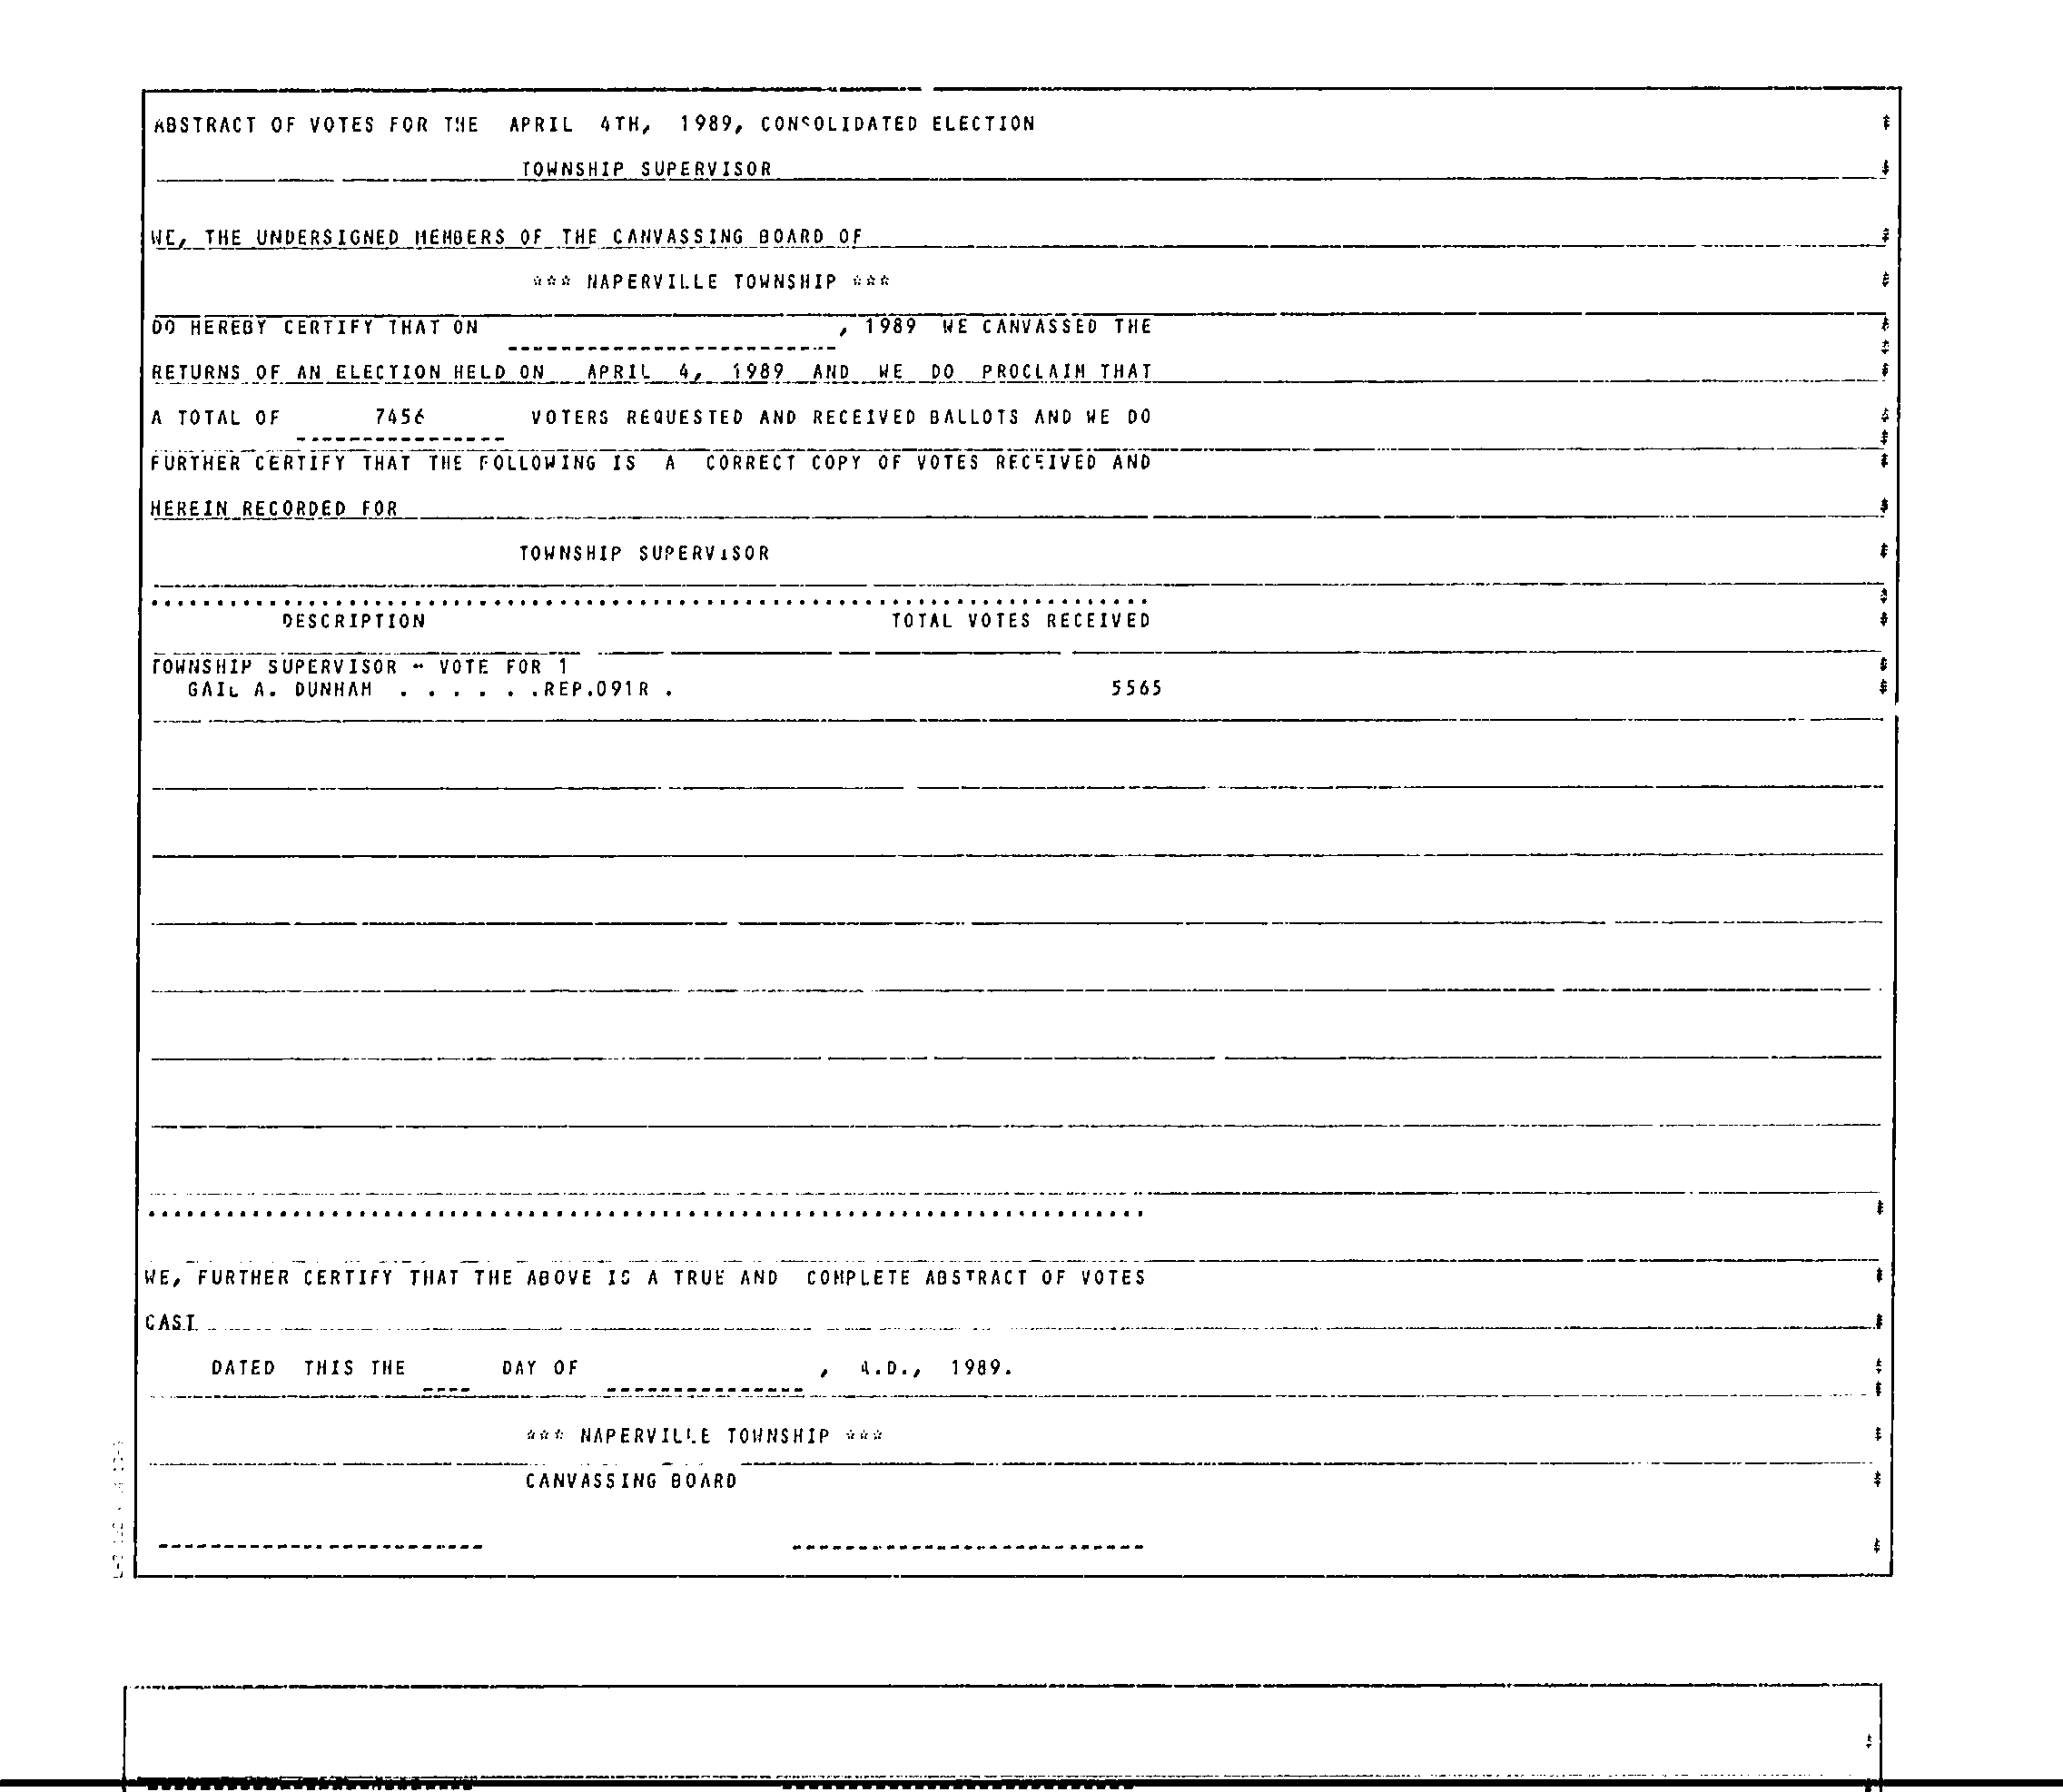 ABSTRACT OF VOTES FOR THE APRIL 4TH, 1989, CONSOLIDATED ELECTION
TOWNSHIP SUPERVISOR
WE, THE UNDERSIGNED MEMBERS OF THE CANVASSING BOARD OF
*** NAPERVILLE TOWNSHIP ***
DO HEREBY CERTIFY THAT ON , 1989 WE CANVASSED THE
RETURNS OF AN ELECTION HELD ON APRIL 4, 1989 AND WE DO PROCLAIM THAT
A TOTAL OF 7456 VOTERS REQUESTED AND RECEIVED BALLOTS AND WE DO
FURTHER CERTIFY THAT THE FOLLOWING IS A CORRECT COPY OF VOTES RECEIVED AND
HEREIN RECORDED FOR
TOWNSHIP SUPERVISOR
DESCRIPTION TOTAL VOTES RECEIVED
TOWNSHIP SUPERVISOR - VOTE FOR 1
GAIL A. DUNHAM . . . . . .REP.091R . 5565
WE, FURTHER CERTIFY THAT THE ABOVE IS A TRUE AND COMPLETE ABSTRACT OF VOTES
CAST
DATED THIS THE DAY OF , A.D., 1989.
*** NAPERVILLE TOWNSHIP ***
CANVASSING BOARD